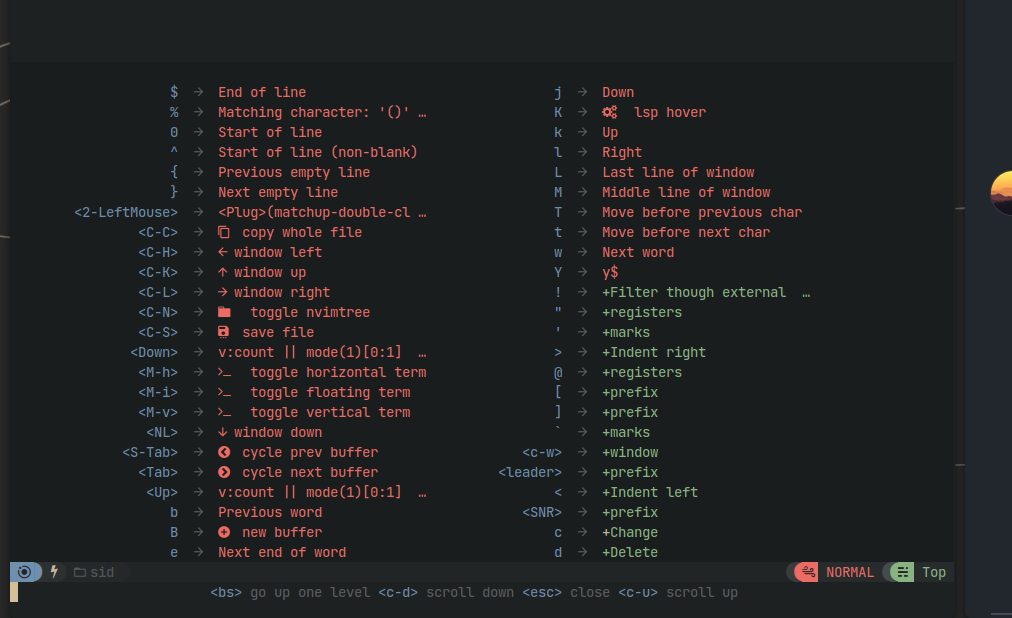 $ → End of line j → Down
% → Matching character: '()' … K → lsp hover
0 → Start of line k → Up
^ → Start of line (non-blank) l → Right
{ → Previous empty line L → Last line of window
} → Next empty line M → Middle line of window
<2-LeftMouse> → <Plug>(matchup-double-cl … T → Move before previous char
<C-C> → copy whole file t → Move before next char
<C-H> → ← window left w → Next word
<C-K> → ↑ window up Y → y$
<C-L> → → window right ! → +Filter though external …
<C-N> → toggle nvimtree " → +registers
<C-S> → save file ' → +marks
<Down> → v:count || mode(1)[0:1] … > → +Indent right
<M-h> → >_ toggle horizontal term @ → +registers
<M-i> → >_ toggle floating term [ → +prefix
<M-v> → >_ toggle vertical term ] → +prefix
<NL> → ↓ window down ` → +marks
<S-Tab> → cycle prev buffer <c-w> → +window
<Tab> → cycle next buffer <leader> → +prefix
<Up> → v:count || mode(1)[0:1] … < → +Indent left
b → Previous word <SNR> → +prefix
B → new buffer c → +Change
e → Next end of word d → +Delete
sid NORMAL Top
<bs> go up one level <c-d> scroll down <esc> close <c-u> scroll up